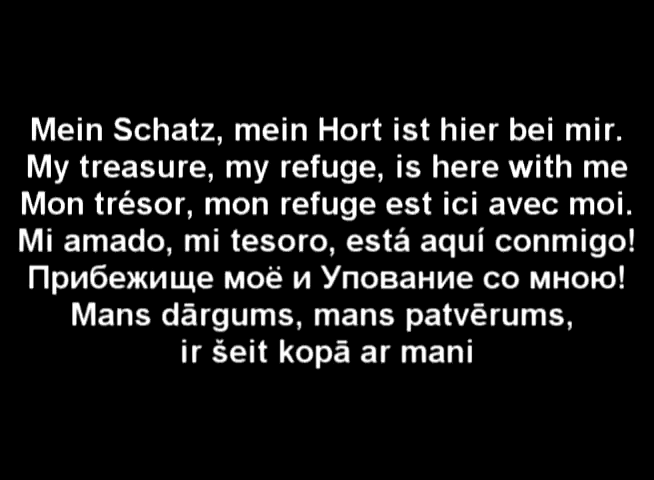 Mein Schatz, mein Hort ist hier bei mir.
My treasure, my refuge, is here with me
Mon trésor, mon refuge est ici avec moi.
Mi amado, mi tesoro, está aquí conmigo!
Прибежище моё и Упование со мною!
Mans dārgums, mans patvērums,
ir šeit kopā ar mani